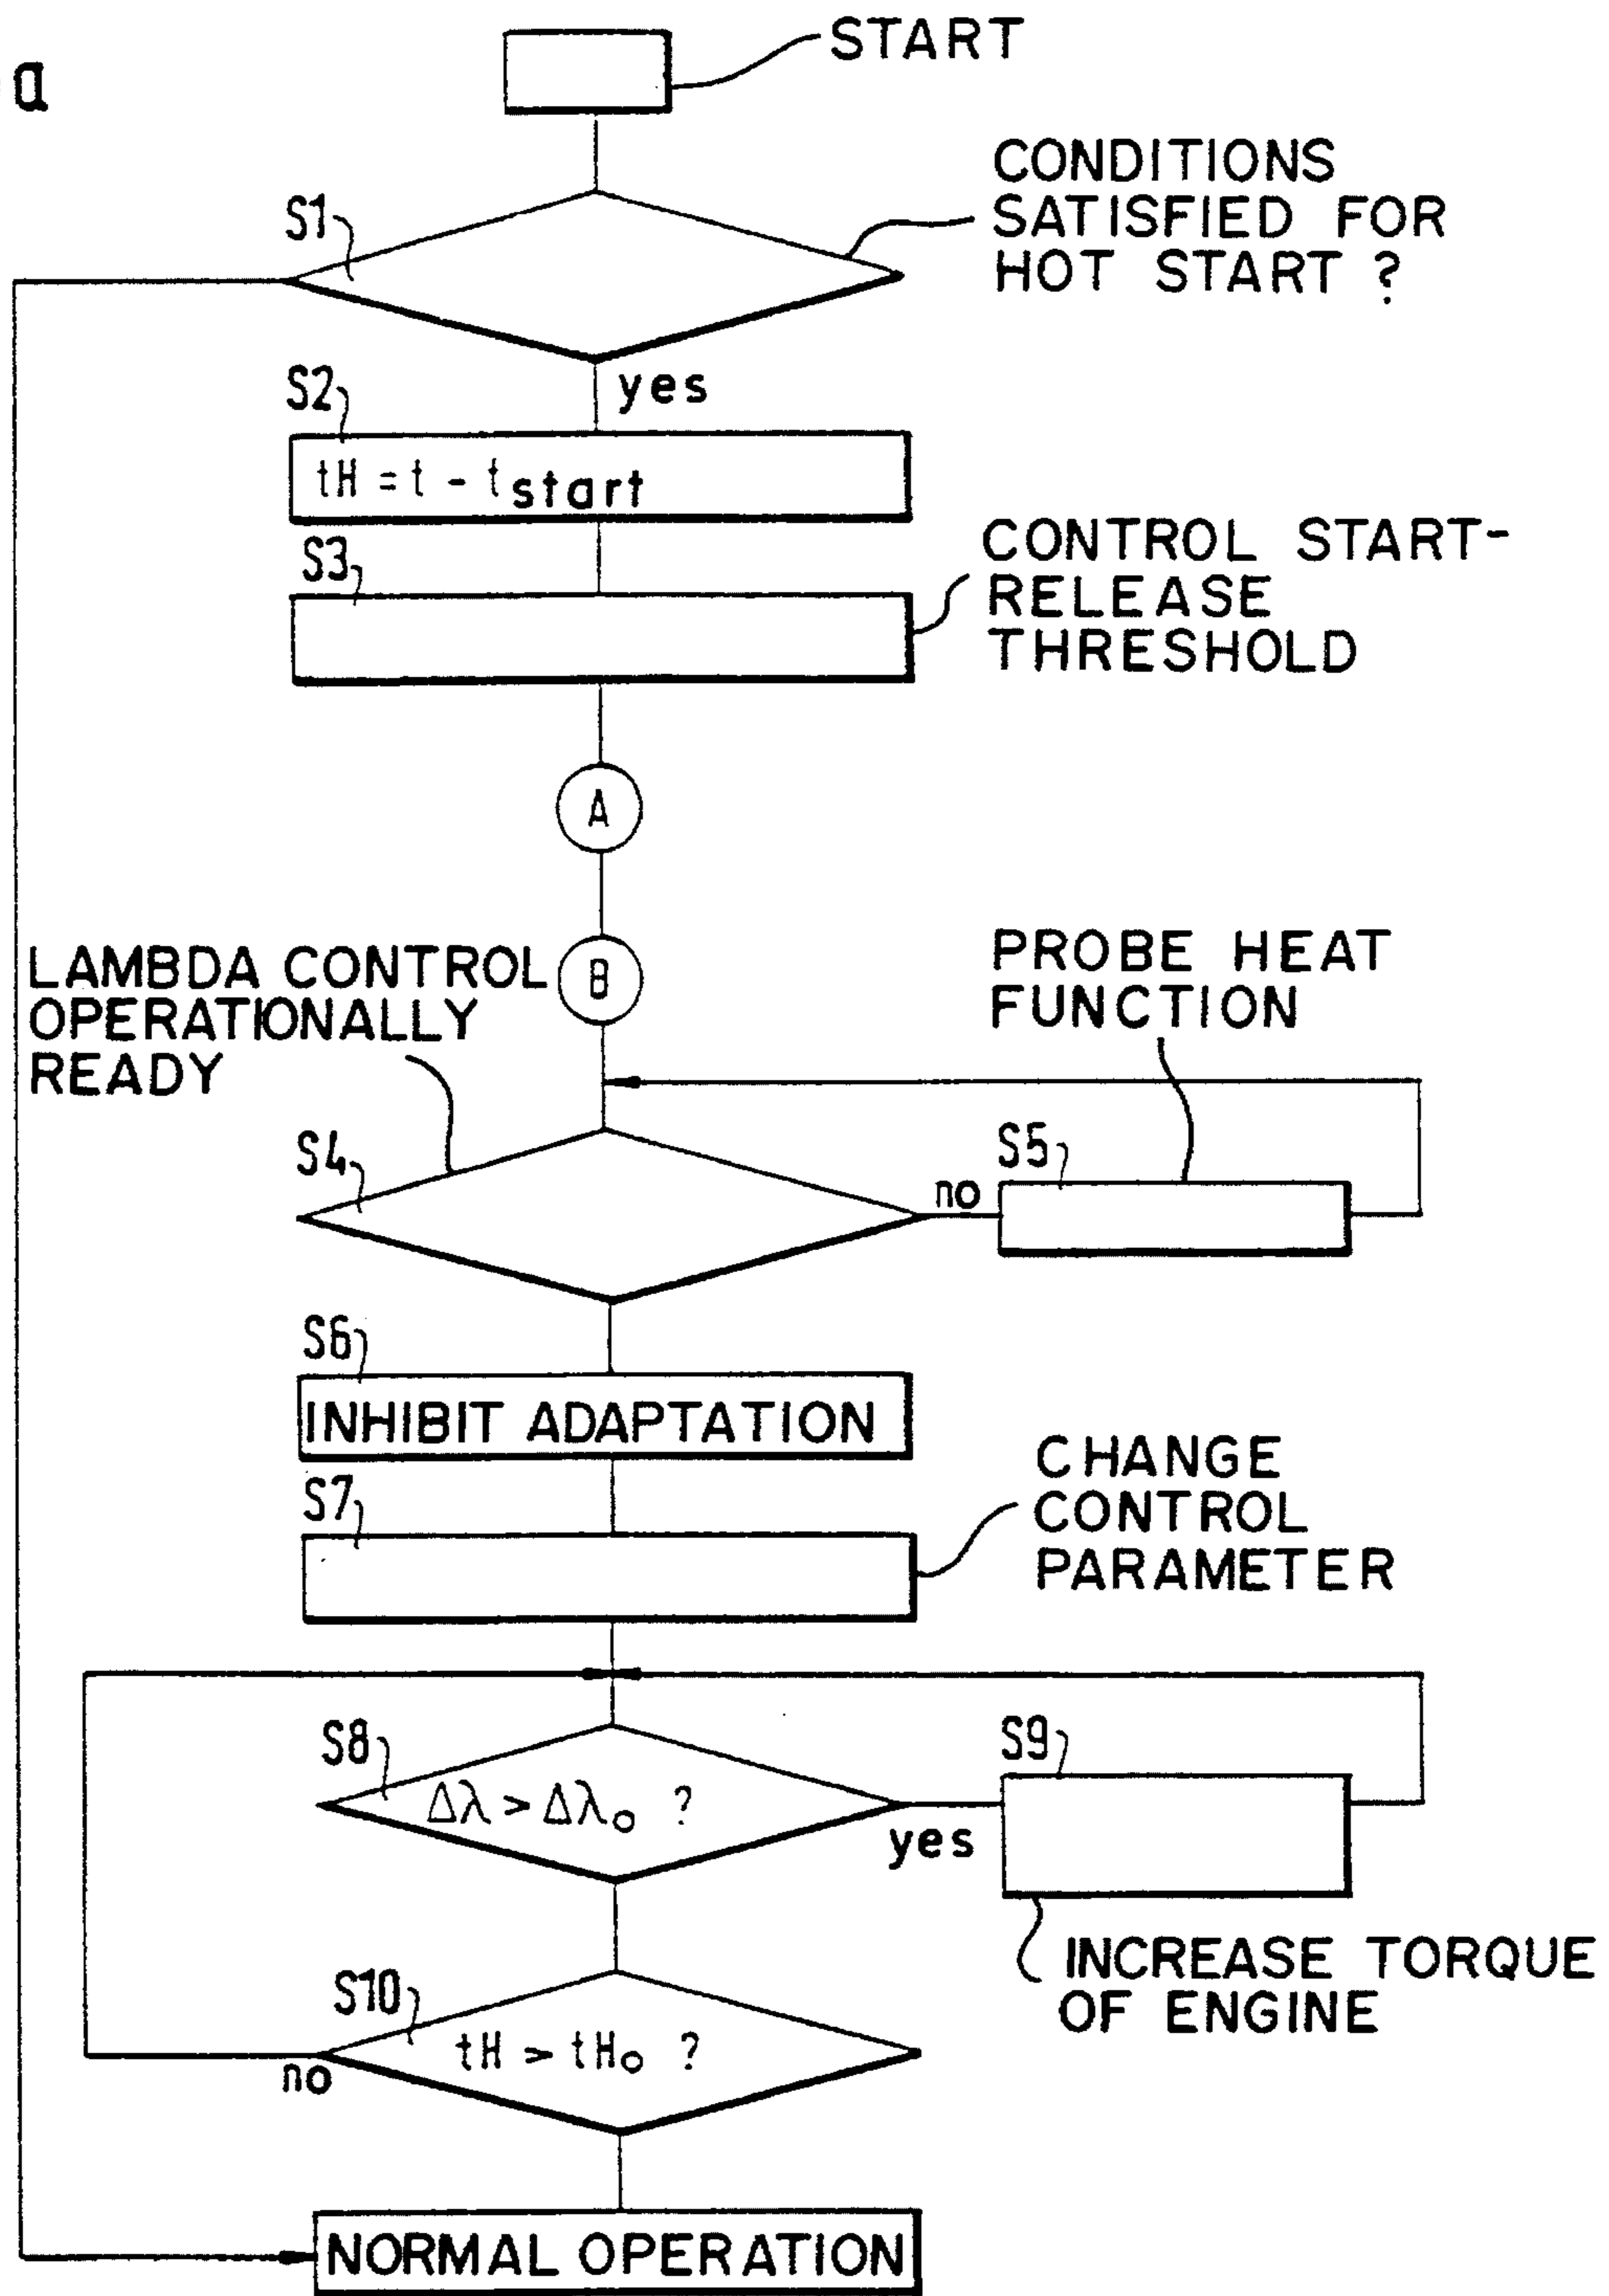 a
START
S1
CONDITIONS
SATISFIED FOR
HOT START ?
yes
S2
tH = t - tstart
S3
CONTROL START-
RELEASE
THRESHOLD
A
B
LAMBDA CONTROL
OPERATIONALLY
READY
PROBE HEAT
FUNCTION
S4
no
S5
S6
INHIBIT ADAPTATION
S7
CHANGE
CONTROL
PARAMETER
S8
Δλ > Δλo ?
yes
S9
INCREASE TORQUE
OF ENGINE
S10
tH > tHo ?
no
NORMAL OPERATION